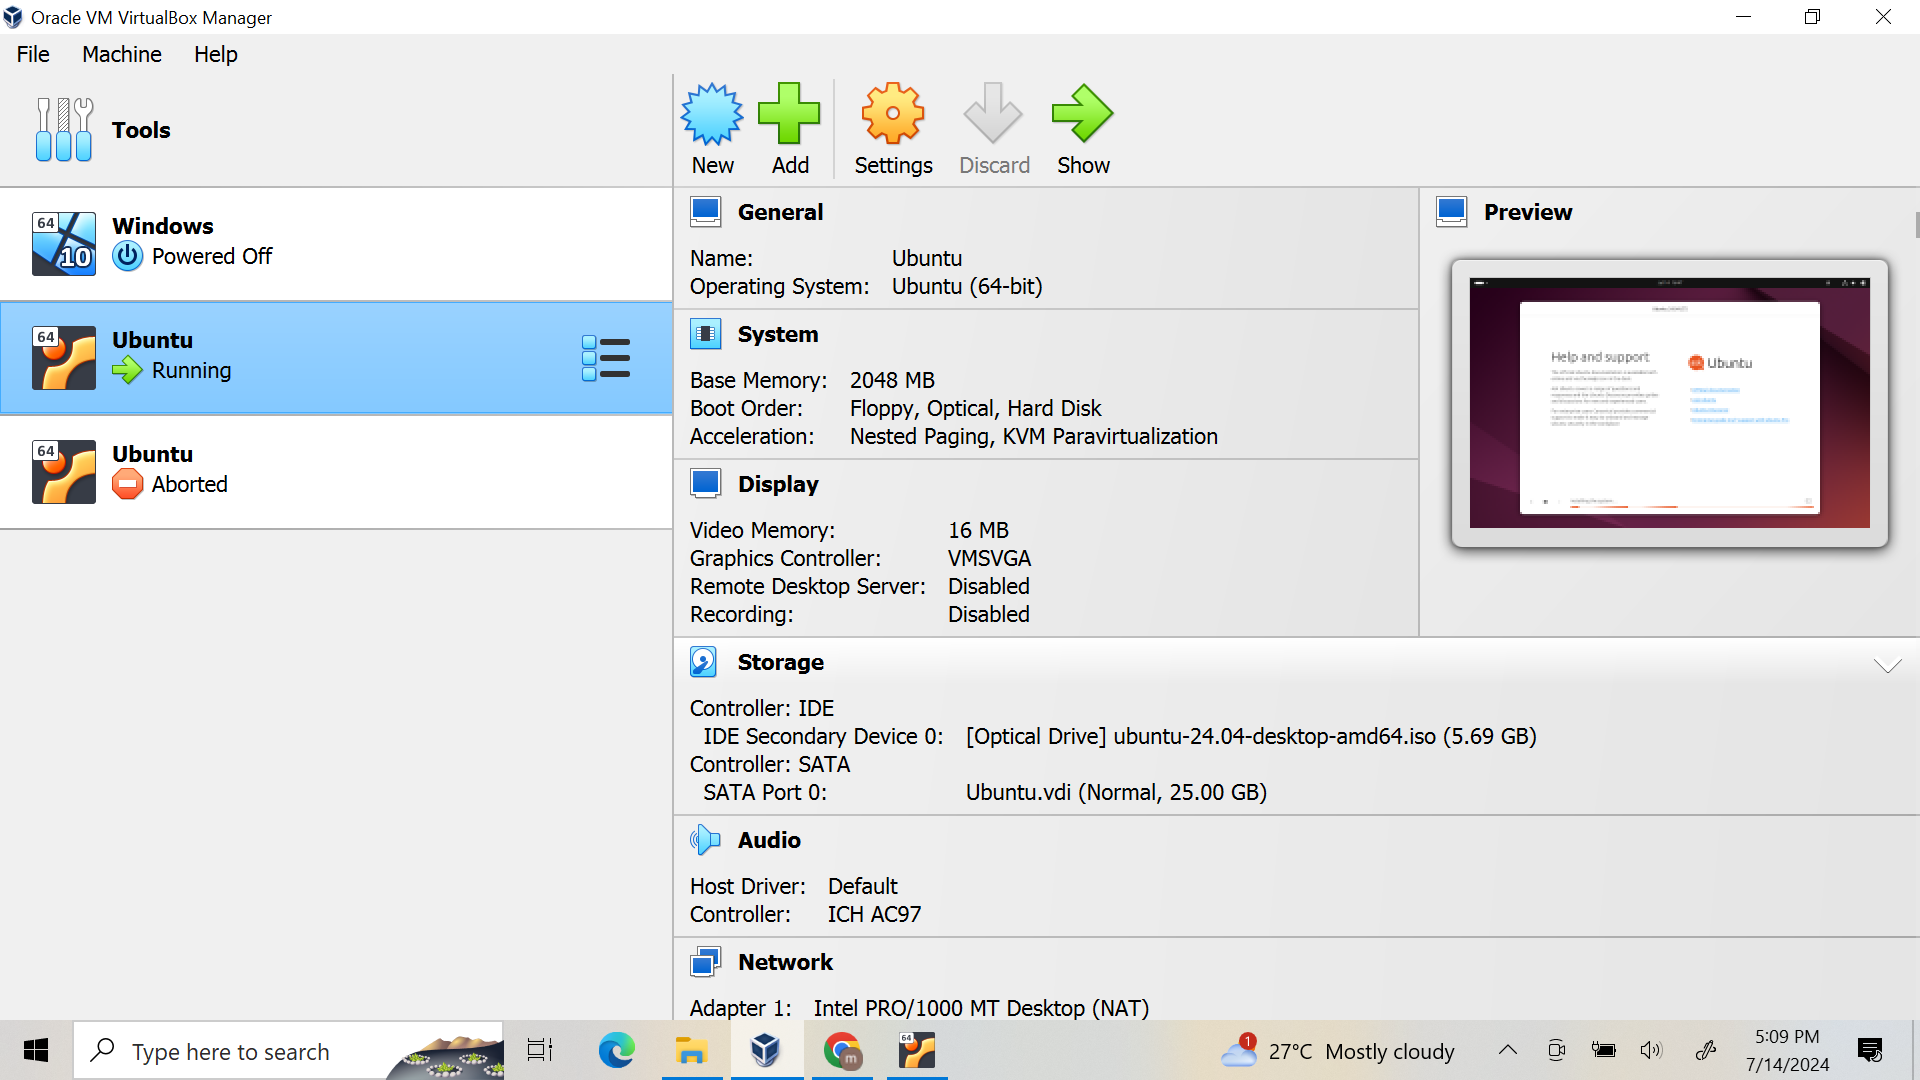 Oracle VM VirtualBox Manager
File Machine Help
Tools
New Add Settings Discard Show
64 10 Windows
Powered Off
64 Ubuntu
Running
64 Ubuntu
Aborted
General
Name: Ubuntu
Operating System: Ubuntu (64-bit)
System
Base Memory: 2048 MB
Boot Order: Floppy, Optical, Hard Disk
Acceleration: Nested Paging, KVM Paravirtualization
Display
Video Memory: 16 MB
Graphics Controller: VMSVGA
Remote Desktop Server: Disabled
Recording: Disabled
Preview
Help and support
Ubuntu
Storage
Controller: IDE
IDE Secondary Device 0: [Optical Drive] ubuntu-24.04-desktop-amd64.iso (5.69 GB)
Controller: SATA
SATA Port 0: Ubuntu.vdi (Normal, 25.00 GB)
Audio
Host Driver: Default
Controller: ICH AC97
Network
Adapter 1: Intel PRO/1000 MT Desktop (NAT)
Type here to search
m
64
1
27°C Mostly cloudy
5:09 PM
7/14/2024